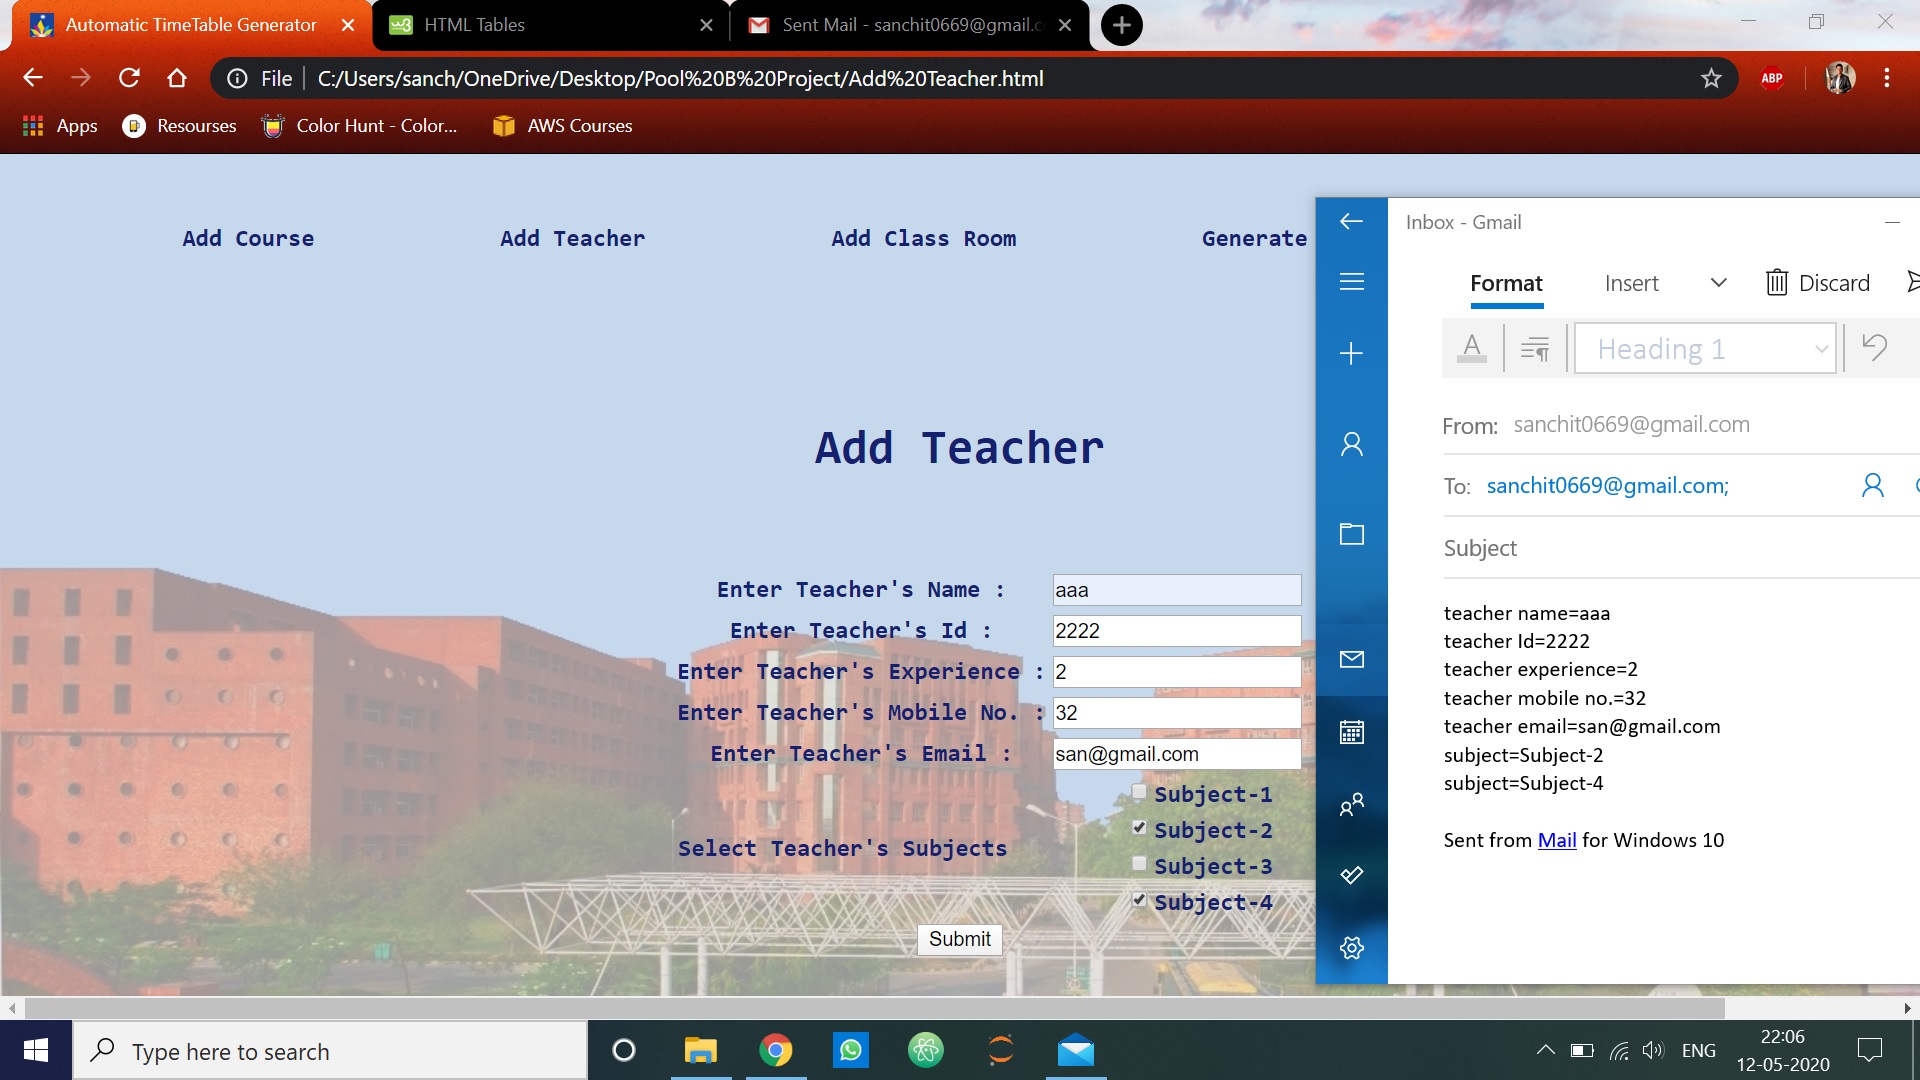 Automatic TimeTable Generator
HTML Tables
Sent Mail - sanchit0669@gmail.c
File
C:/Users/sanch/OneDrive/Desktop/Pool%20B%20Project/Add%20Teacher.html
ABP
Apps
Resourses
Color Hunt - Color...
AWS Courses
Add Course
Add Teacher
Add Class Room
Generate
Add Teacher
Enter Teacher's Name : aaa
Enter Teacher's Id : 2222
Enter Teacher's Experience : 2
Enter Teacher's Mobile No. : 32
Enter Teacher's Email : san@gmail.com
Select Teacher's Subjects
Subject-1
Subject-2
Subject-3
Subject-4
Submit
Inbox - Gmail
Format
Insert
Discard
A
Heading 1
From: sanchit0669@gmail.com
To: sanchit0669@gmail.com;
Subject
teacher name=aaa
teacher Id=2222
teacher experience=2
teacher mobile no.=32
teacher email=san@gmail.com
subject=Subject-2
subject=Subject-4
Sent from Mail for Windows 10
Type here to search
ENG
22:06
12-05-2020